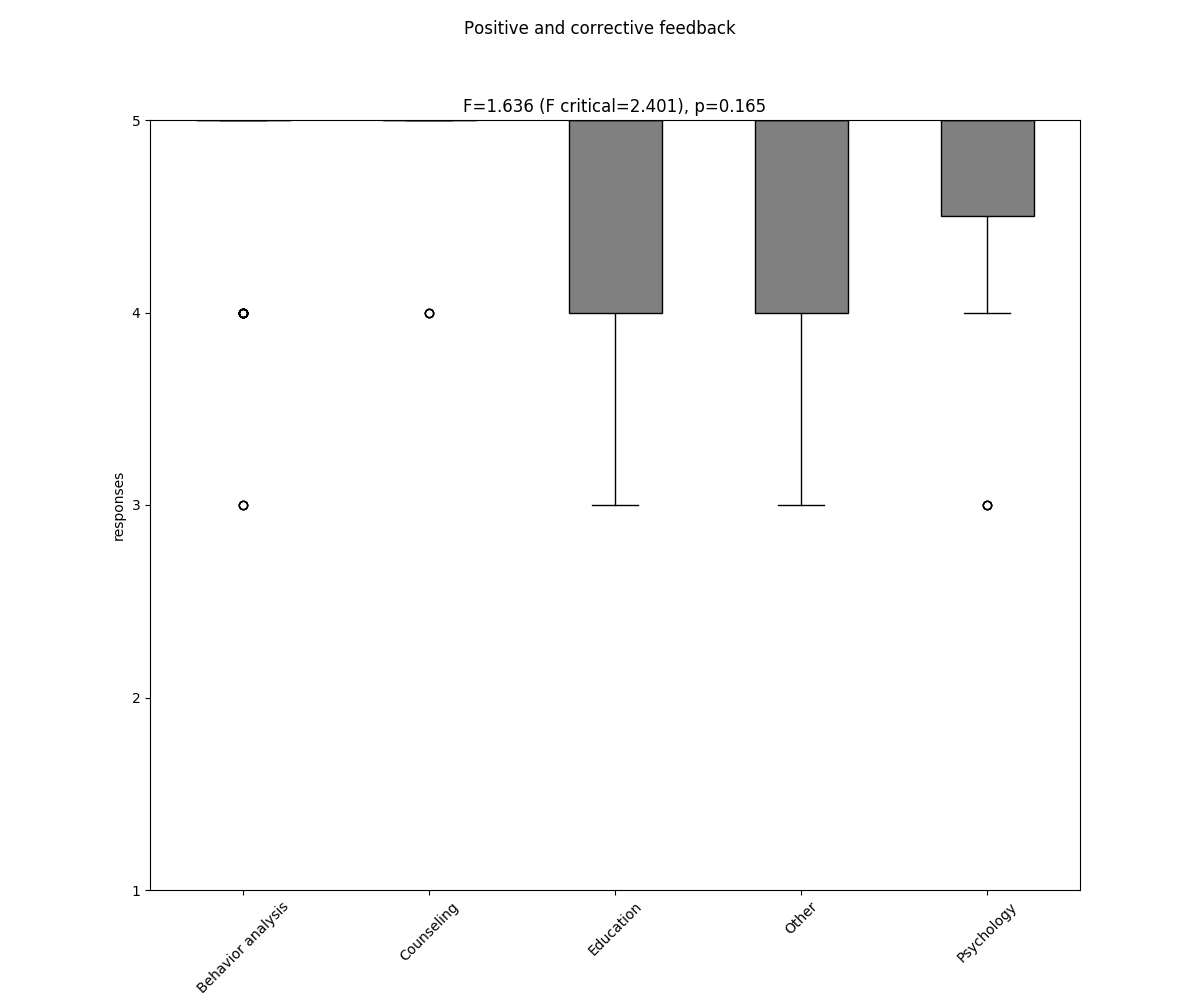 Positive and corrective feedback
F=1.636 (F critical=2.401), p=0.165
5
4
3
2
1
responses
Behavior analysis
Counseling
Education
Other
Psychology